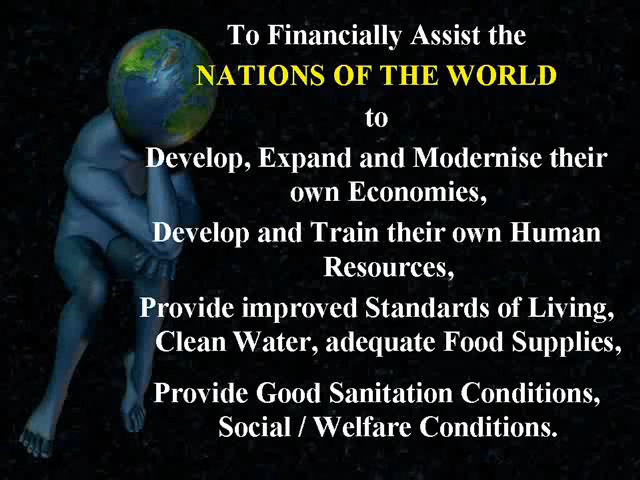 To Financially Assist the
NATIONS OF THE WORLD
to
Develop, Expand and Modernise their
own Economies,
Develop and Train their own Human
Resources,
Provide improved Standards of Living,
Clean Water, adequate Food Supplies,
Provide Good Sanitation Conditions,
Social / Welfare Conditions.